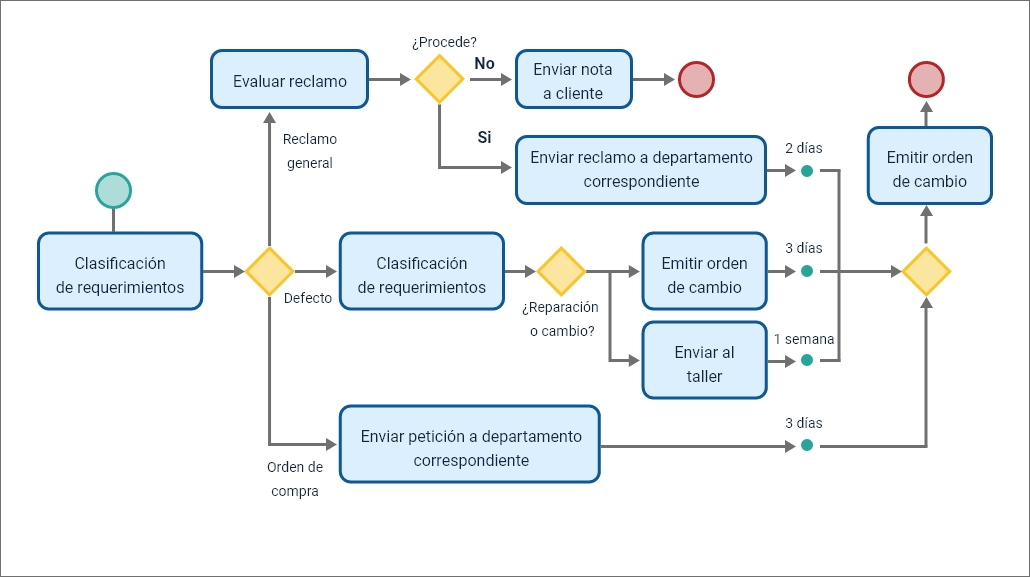 ¿Procede?
No
Evaluar reclamo
Enviar nota
a cliente
Reclamo
general
Si
Enviar reclamo a departamento
correspondiente
2 días
Emitir orden
de cambio
Clasificación
de requerimientos
Defecto
Clasificación
de requerimientos
¿Reparación
o cambio?
Emitir orden
de cambio
3 días
Enviar al
taller
1 semana
Orden de
compra
Enviar petición a departamento
correspondiente
3 días